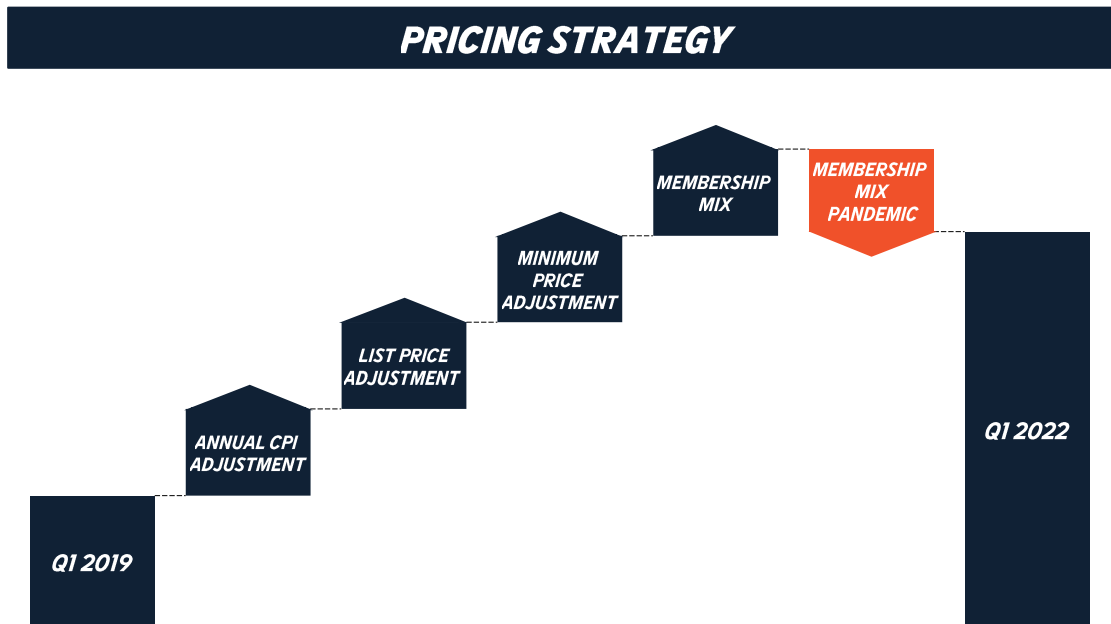 PRICING STRATEGY
MEMBERSHIP
MIX
MEMBERSHIP
MIX
PANDEMIC
MINIMUM
PRICE
ADJUSTMENT
LIST PRICE
ADJUSTMENT
ANNUAL CPI
ADJUSTMENT
Q1 2019
Q1 2022